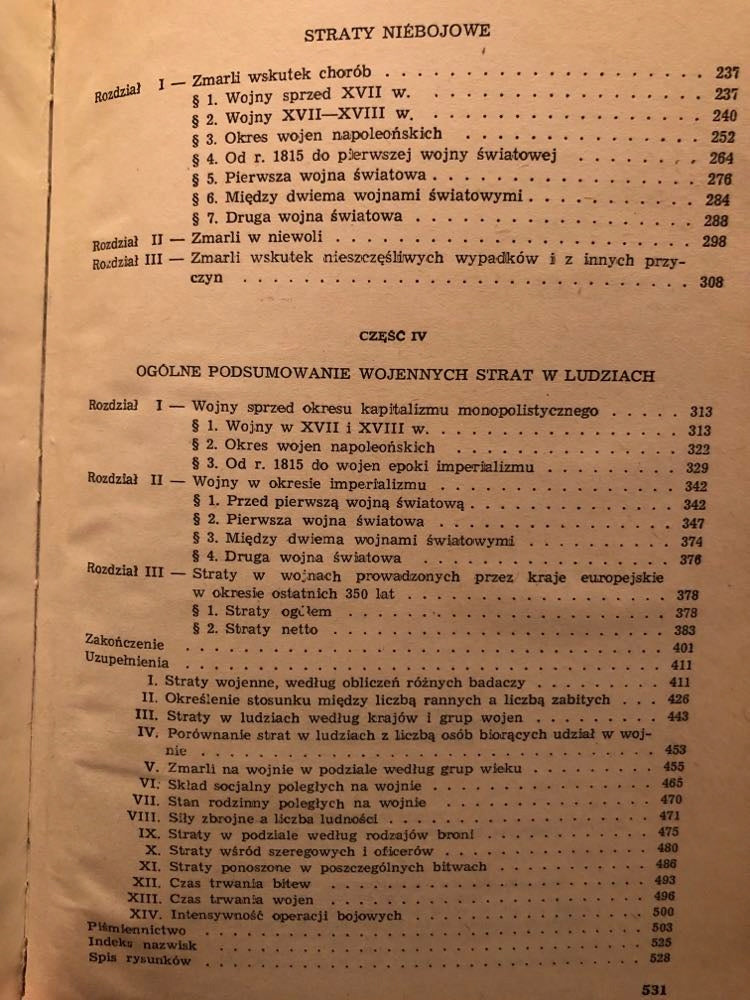 STRATY NIEBOJOWE
Rozdział I — Zmarli wskutek chorób . . . . . . . . . . . . . . . . . . 237
§ 1. Wojny sprzed XVII w. . . . . . . . . . . . . . . . . 237
§ 2. Wojny XVII—XVIII w. . . . . . . . . . . . . . . . . 240
§ 3. Okres wojen napoleońskich . . . . . . . . . . . . . 252
§ 4. Od r. 1815 do pierwszej wojny światowej . . . . . . . 264
§ 5. Pierwsza wojna światowa . . . . . . . . . . . . . . . 276
§ 6. Między dwiema wojnami światowymi . . . . . . . . . . 284
§ 7. Druga wojna światowa . . . . . . . . . . . . . . . . 288
Rozdział II — Zmarli w niewoli . . . . . . . . . . . . . . . . . . . . 298
Rozdział III — Zmarli wskutek nieszczęśliwych wypadków i z innych przy-
czyn . . . . . . . . . . . . . . . . . . . . . . . . . 308
CZĘŚĆ IV
OGÓLNE PODSUMOWANIE WOJENNYCH STRAT W LUDZIACH
Rozdział I — Wojny sprzed okresu kapitalizmu monopolistycznego . . . . . 313
§ 1. Wojny w XVII i XVIII w. . . . . . . . . . . . . . . . 313
§ 2. Okres wojen napoleońskich . . . . . . . . . . . . . . 322
§ 3. Od r. 1815 do wojen epoki imperializmu . . . . . . . . 329
Rozdział II — Wojny w okresie imperializmu . . . . . . . . . . . . . . 342
§ 1. Przed pierwszą wojną światową . . . . . . . . . . . . 342
§ 2. Pierwsza wojna światowa . . . . . . . . . . . . . . . 347
§ 3. Między dwiema wojnami światowymi . . . . . . . . . . 374
§ 4. Druga wojna światowa . . . . . . . . . . . . . . . . 376
Rozdział III — Straty w wojnach prowadzonych przez kraje europejskie
w okresie ostatnich 350 lat . . . . . . . . . . . . . . . 378
§ 1. Straty ogółem . . . . . . . . . . . . . . . . . . . . 378
§ 2. Straty netto . . . . . . . . . . . . . . . . . . . . . 383
Zakończenie . . . . . . . . . . . . . . . . . . . . . . . . . . . . 401
Uzupełnienia . . . . . . . . . . . . . . . . . . . . . . . . . . . . 411
I. Straty wojenne, według obliczeń różnych badaczy . . . . . . . . 411
II. Określenie stosunku między liczbą rannych a liczbą zabitych . . . 426
III. Straty w ludziach według krajów i grup wojen . . . . . . . . . 443
IV. Porównanie strat w ludziach z liczbą osób biorących udział w woj-
nie . . . . . . . . . . . . . . . . . . . . . . . . . . . . 453
V. Zmarli na wojnie w podziale według grup wieku . . . . . . . . . 455
VI. Skład socjalny poległych na wojnie . . . . . . . . . . . . . . 465
VII. Stan rodzinny poległych na wojnie . . . . . . . . . . . . . . 470
VIII. Siły zbrojne a liczba ludności . . . . . . . . . . . . . . . . 471
IX. Straty w podziale według rodzajów broni . . . . . . . . . . . 475
X. Straty wśród szeregowych i oficerów . . . . . . . . . . . . . . 480
XI. Straty ponoszone w poszczególnych bitwach . . . . . . . . . . 486
XII. Czas trwania bitew . . . . . . . . . . . . . . . . . . . . . 493
XIII. Czas trwania wojen . . . . . . . . . . . . . . . . . . . . . 496
XIV. Intensywność operacji bojowych . . . . . . . . . . . . . . . 500
Piśmiennictwo . . . . . . . . . . . . . . . . . . . . . . . . . . . 503
Indeks nazwisk . . . . . . . . . . . . . . . . . . . . . . . . . . . 525
Spis rysunków . . . . . . . . . . . . . . . . . . . . . . . . . . . 528
531